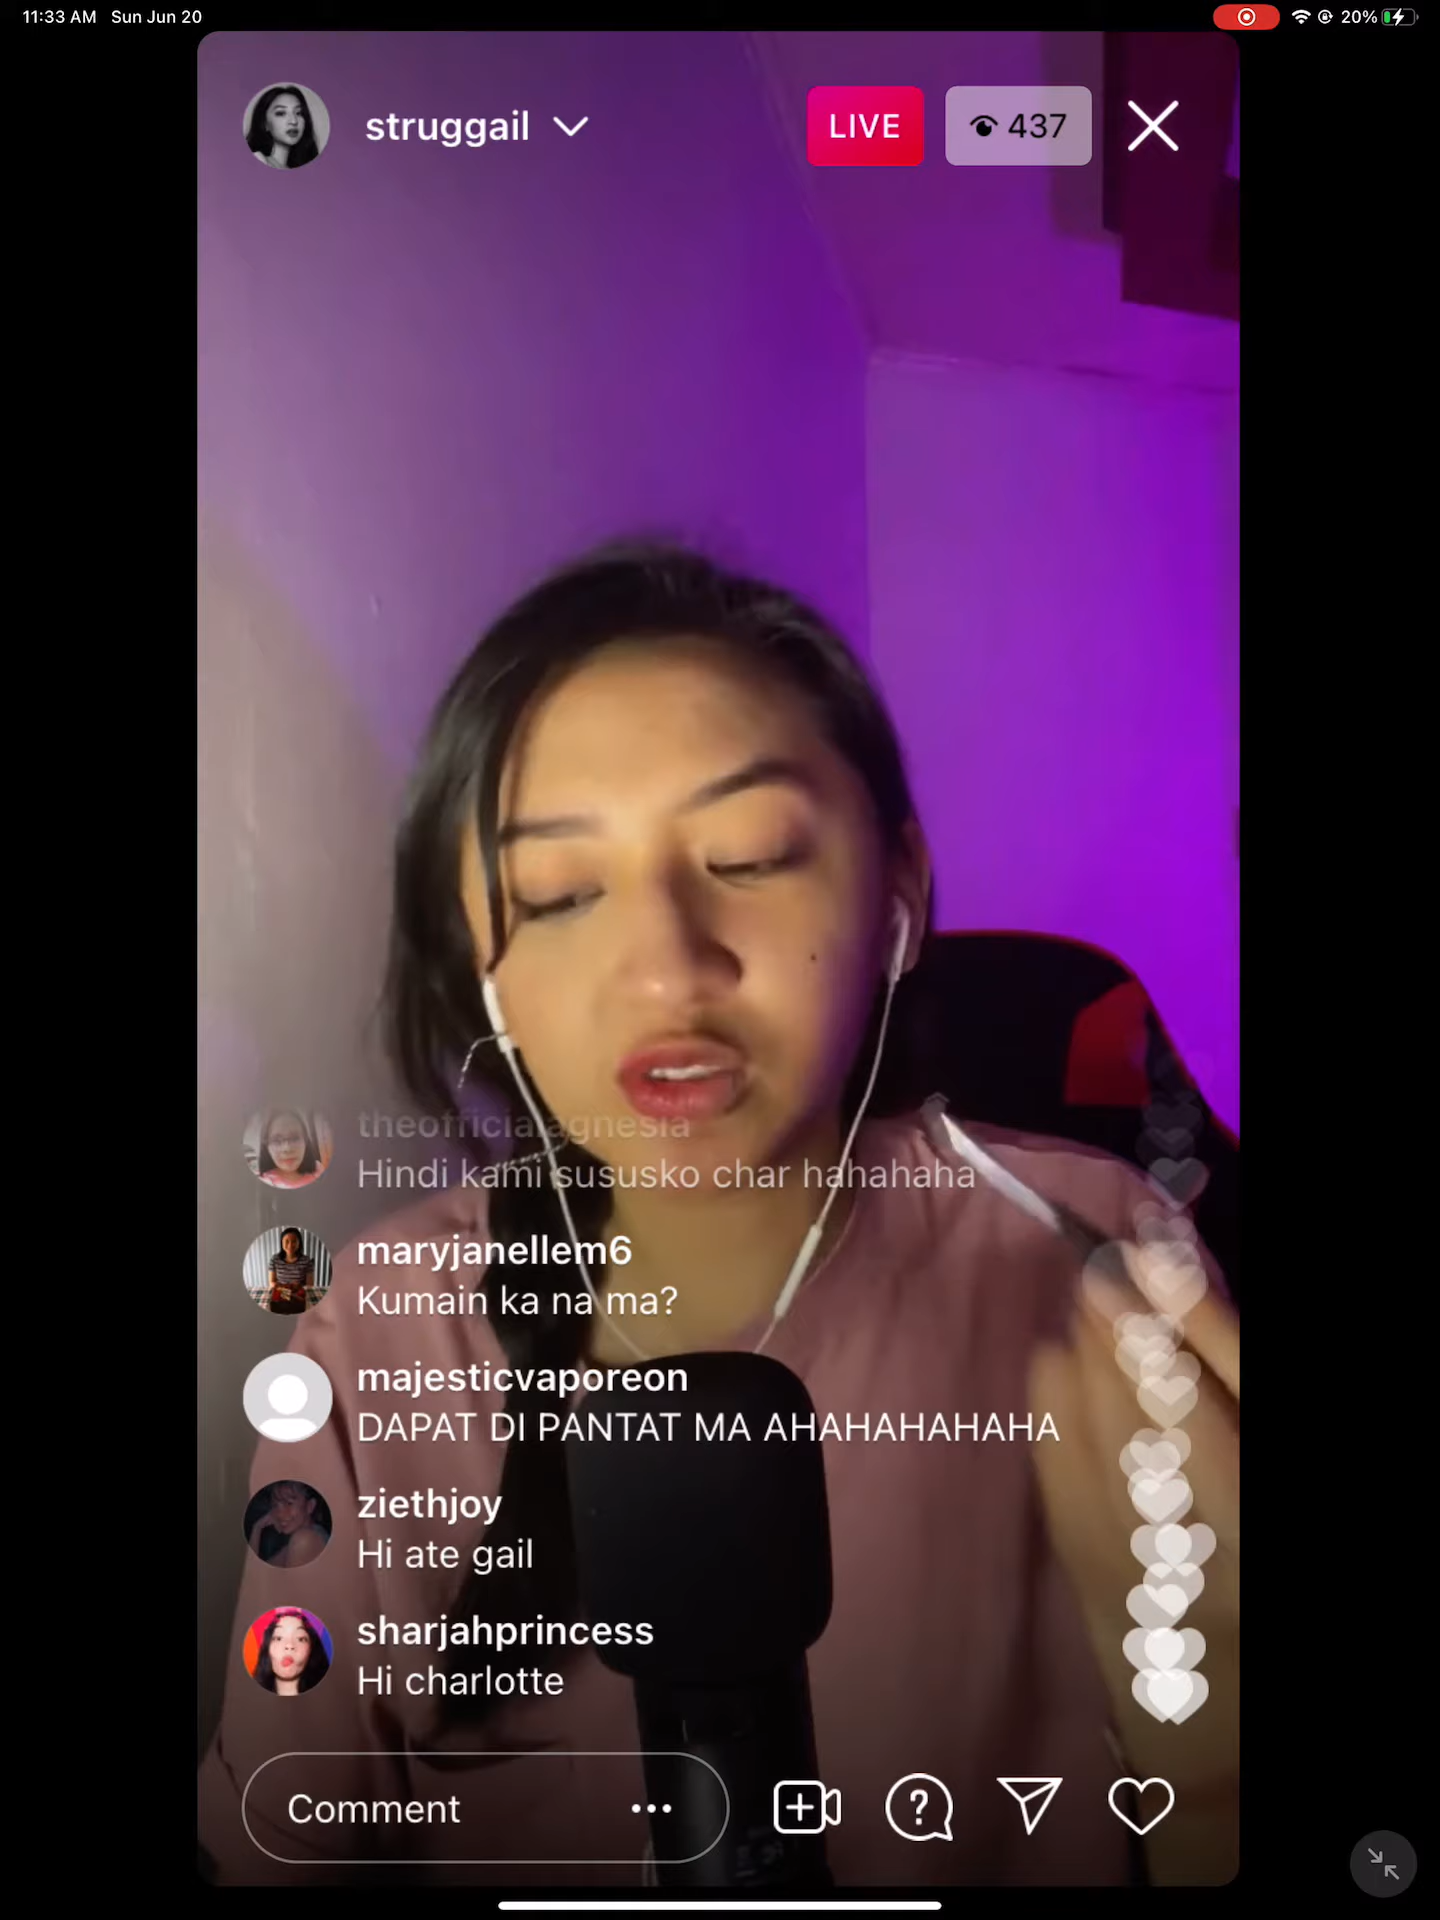 11:33 AM Sun Jun 20
20%
struggail
LIVE
437
theofficialagnesia
Hindi kami sususko char hahahaha
maryjanellem6
Kumain ka na ma?
majesticvaporeon
DAPAT DI PANTAT MA AHAHAHAHAHA
ziethjoy
Hi ate gail
sharjahprincess
Hi charlotte
Comment